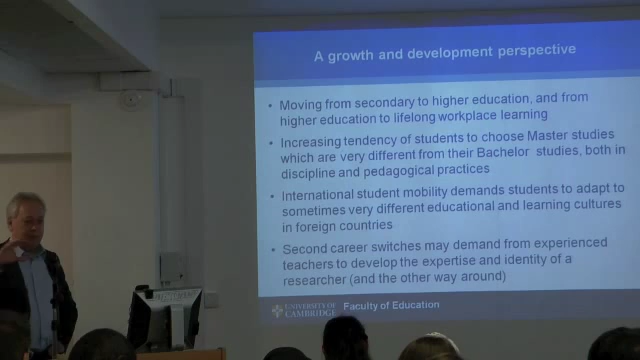 A growth and development perspective
• Moving from secondary to higher education, and from
higher education to lifelong workplace learning
• Increasing tendency of students to choose Master studies
which are very different from their Bachelor studies, both in
discipline and pedagogical practices
• International student mobility demands students to adapt to
sometimes very different educational and learning cultures
in foreign countries
• Second career switches may demand from experienced
teachers to develop the expertise and identity of a
researcher (and the other way around)
UNIVERSITY OF
CAMBRIDGE
Faculty of Education